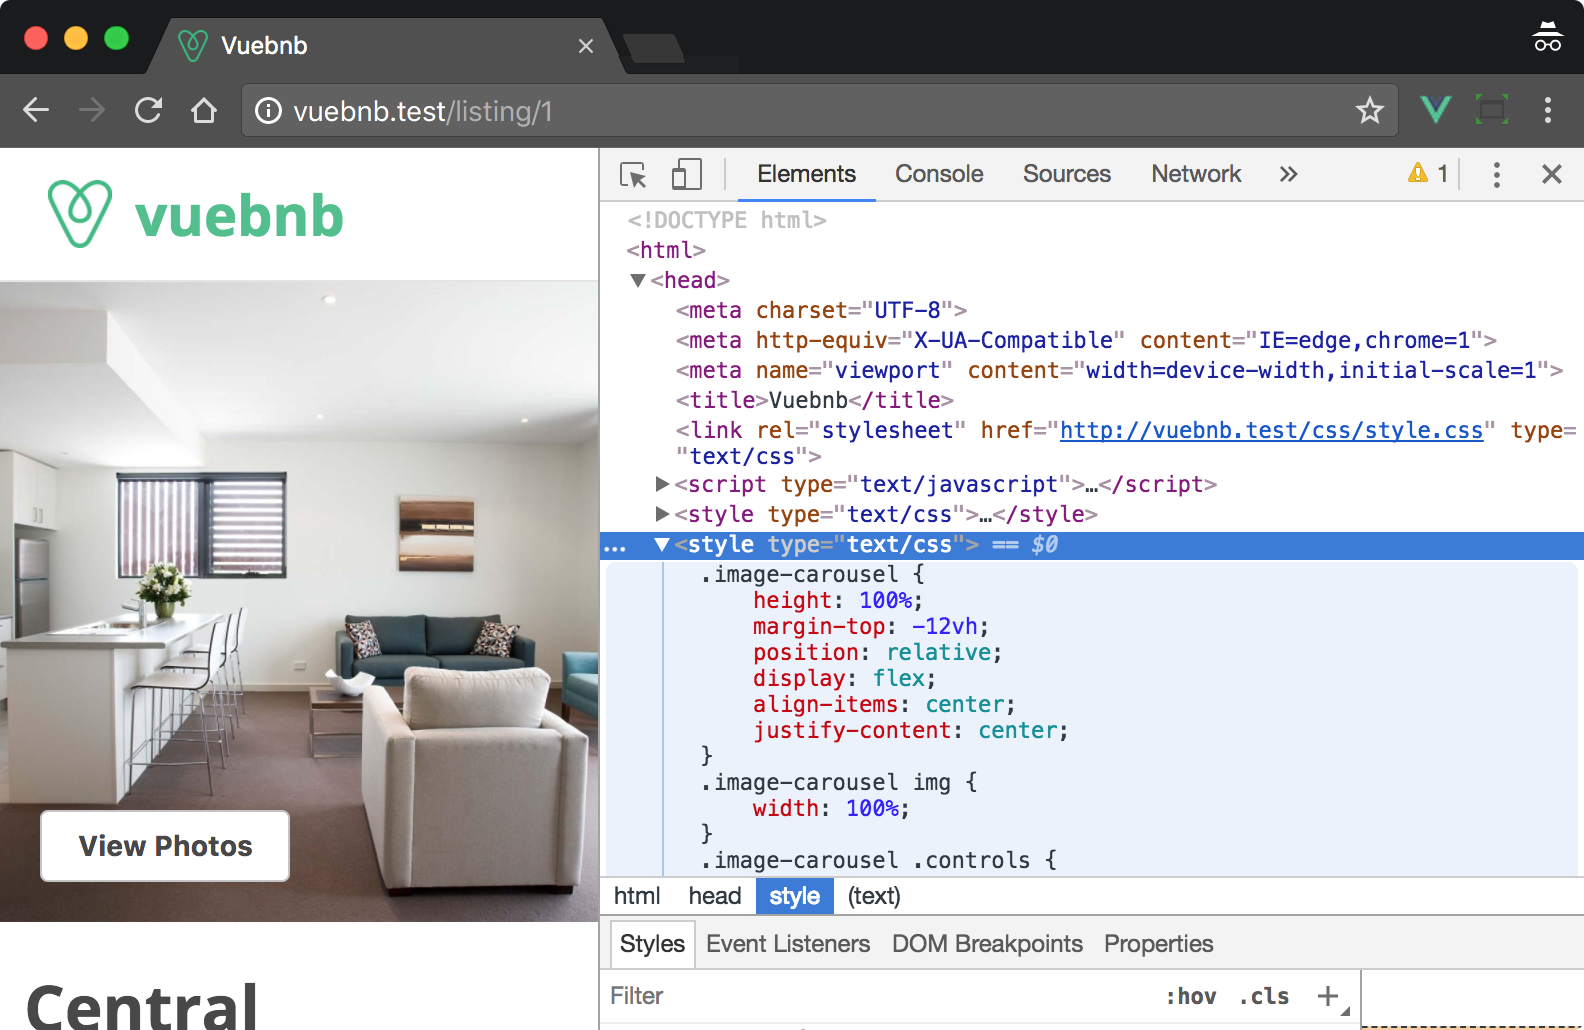 Vuebnb
vuebnb.test/listing/1
vuebnb
View Photos
Central
Elements Console Sources Network » 1
<!DOCTYPE html>
<html>
▼<head>
<meta charset="UTF-8">
<meta http-equiv="X-UA-Compatible" content="IE=edge,chrome=1">
<meta name="viewport" content="width=device-width,initial-scale=1">
<title>Vuebnb</title>
<link rel="stylesheet" href="http://vuebnb.test/css/style.css" type=
"text/css">
▶<script type="text/javascript">…</script>
▶<style type="text/css">…</style>
… ▼<style type="text/css"> == $0
.image-carousel {
height: 100%;
margin-top: -12vh;
position: relative;
display: flex;
align-items: center;
justify-content: center;
}
.image-carousel img {
width: 100%;
}
.image-carousel .controls {
html head style (text)
Styles Event Listeners DOM Breakpoints Properties
Filter :hov .cls +